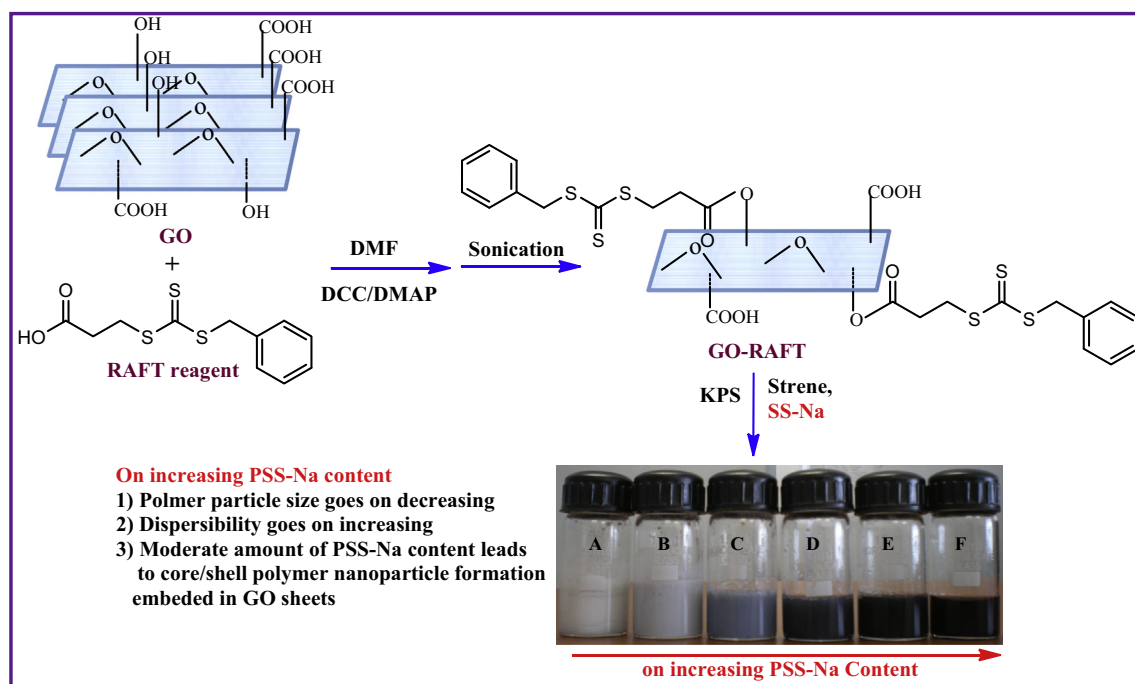 OH
COOH
OH
COOH
OH
COOH
O
O
O
O
O
O
COOH
OH
GO
+
O
HO
S
S
S
RAFT reagent
DMF
DCC/DMAP
Sonication
S
S
S
O
O
COOH
O
O
COOH
O
O
S
S
S
GO-RAFT
KPS
Strene,
SS-Na
On increasing PSS-Na content
1) Polmer particle size goes on decreasing
2) Dispersibility goes on increasing
3) Moderate amount of PSS-Na content leads
to core/shell polymer nanoparticle formation
embeded in GO sheets
A B C D E F
on increasing PSS-Na Content